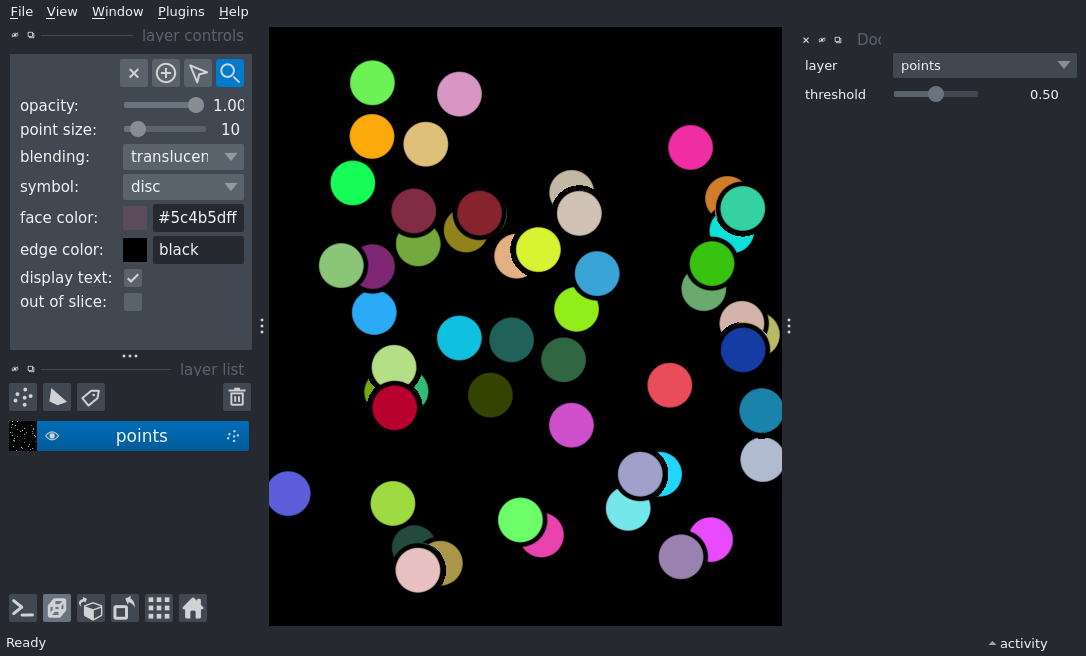 File View Window Plugins Help
layer controls
opacity: 1.00
point size: 10
blending: translucen
symbol: disc
face color: #5c4b5dff
edge color: black
display text:
out of slice:
layer list
points
Ready
Doc
layer points
threshold 0.50
activity